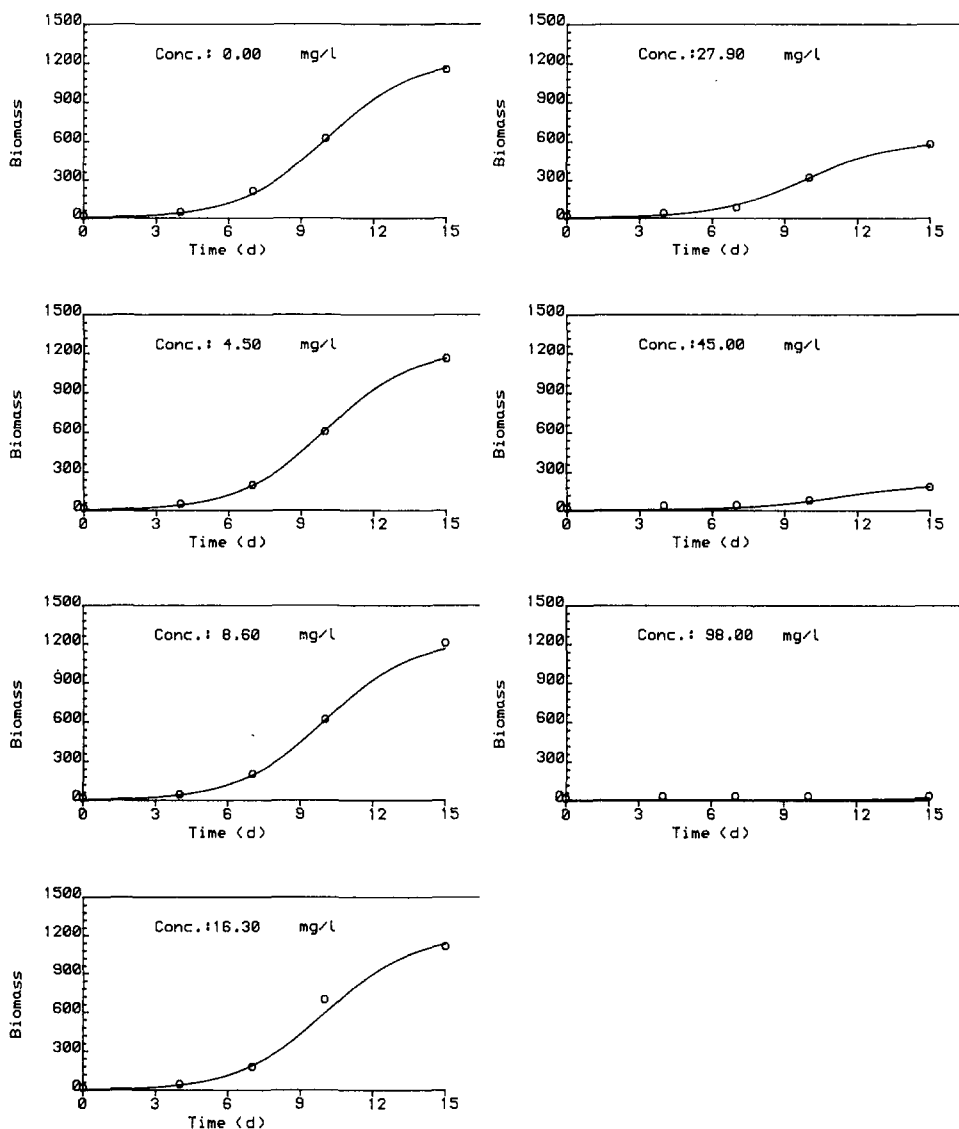 1500
1200
900
600
300
0
Biomass
Conc.: 0.00 mg/l
0 3 6 9 12 15
Time (d)
1500
1200
900
600
300
0
Biomass
Conc.:27.90 mg/l
0 3 6 9 12 15
Time (d)
1500
1200
900
600
300
0
Biomass
Conc.: 4.50 mg/l
0 3 6 9 12 15
Time (d)
1500
1200
900
600
300
0
Biomass
Conc.:45.00 mg/l
0 3 6 9 12 15
Time (d)
1500
1200
900
600
300
0
Biomass
Conc.: 8.60 mg/l
0 3 6 9 12 15
Time (d)
1500
1200
900
600
300
0
Biomass
Conc.: 98.00 mg/l
0 3 6 9 12 15
Time (d)
1500
1200
900
600
300
0
Biomass
Conc.:16.30 mg/l
0 3 6 9 12 15
Time (d)